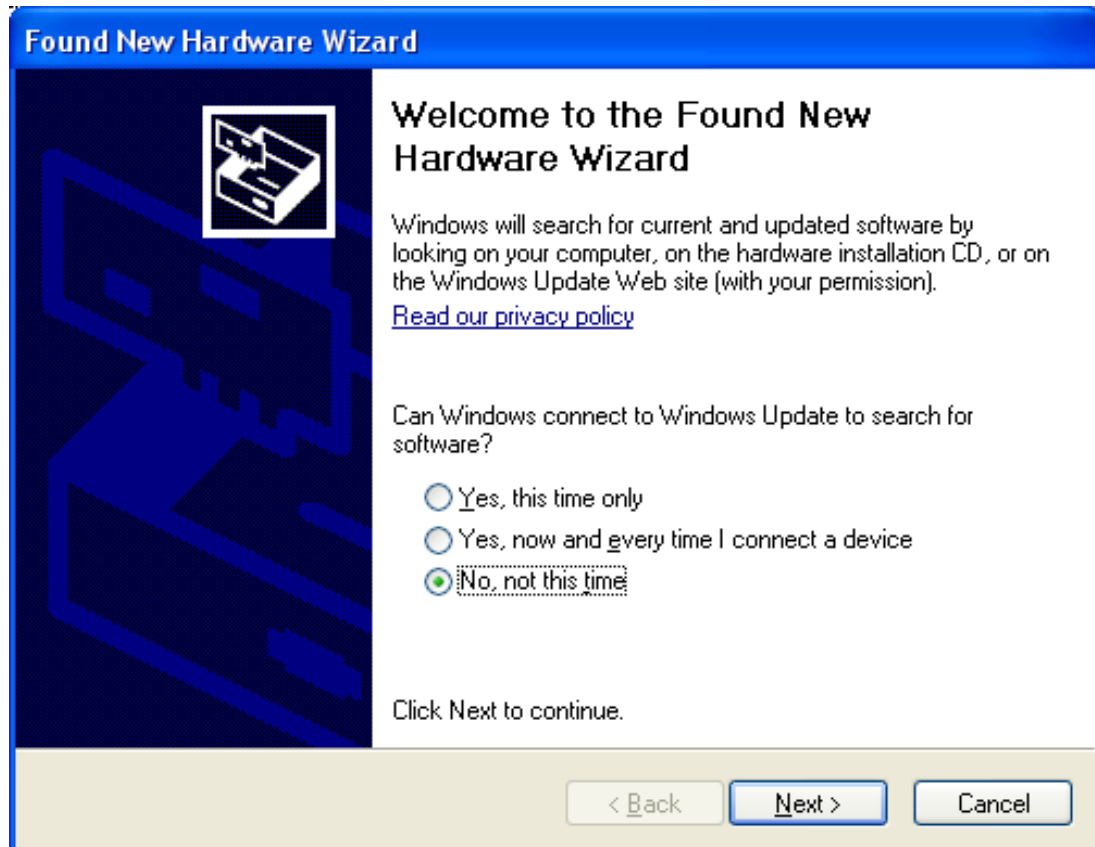 Found New Hardware Wizard
Welcome to the Found New
Hardware Wizard
Windows will search for current and updated software by
looking on your computer, on the hardware installation CD, or on
the Windows Update Web site (with your permission).
Read our privacy policy
Can Windows connect to Windows Update to search for
software?
Yes, this time only
Yes, now and every time I connect a device
No, not this time
Click Next to continue.
< Back
Next >
Cancel